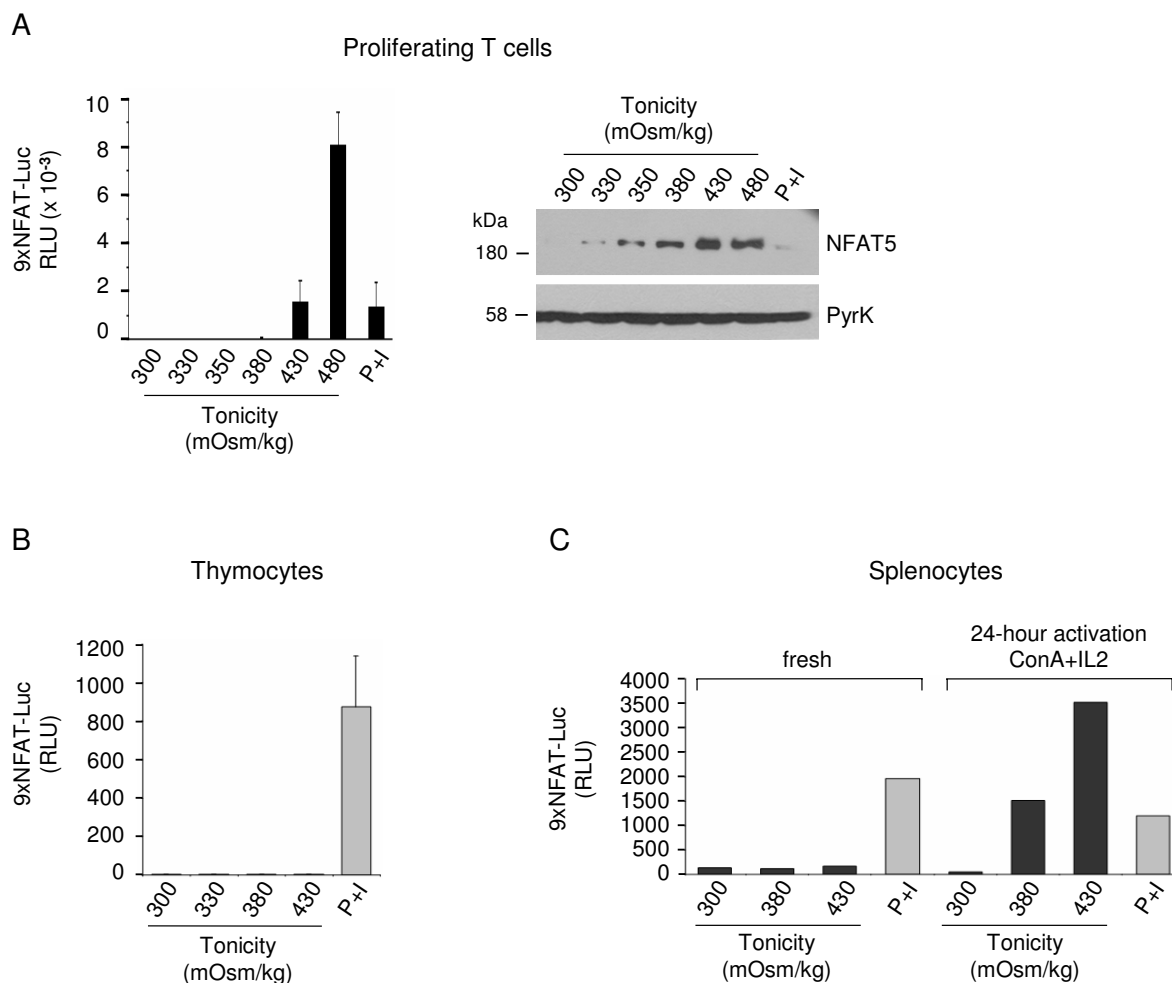 A
Proliferating T cells
9xNFAT-Luc
RLU (x 10-3)
10
8
6
4
2
0
300
330
350
380
430
480
P+I
Tonicity
(mOsm/kg)
Tonicity
(mOsm/kg)
300
330
350
380
430
480
P+I
kDa
180
58
NFAT5
PyrK
B
Thymocytes
9xNFAT-Luc
(RLU)
1200
1000
800
600
400
200
0
300
330
380
430
P+I
Tonicity
(mOsm/kg)
C
Splenocytes
fresh
24-hour activation
ConA+IL2
9xNFAT-Luc
(RLU)
4000
3500
3000
2000
1500
1000
500
0
300
380
430
P+I
300
380
430
P+I
Tonicity
(mOsm/kg)
Tonicity
(mOsm/kg)